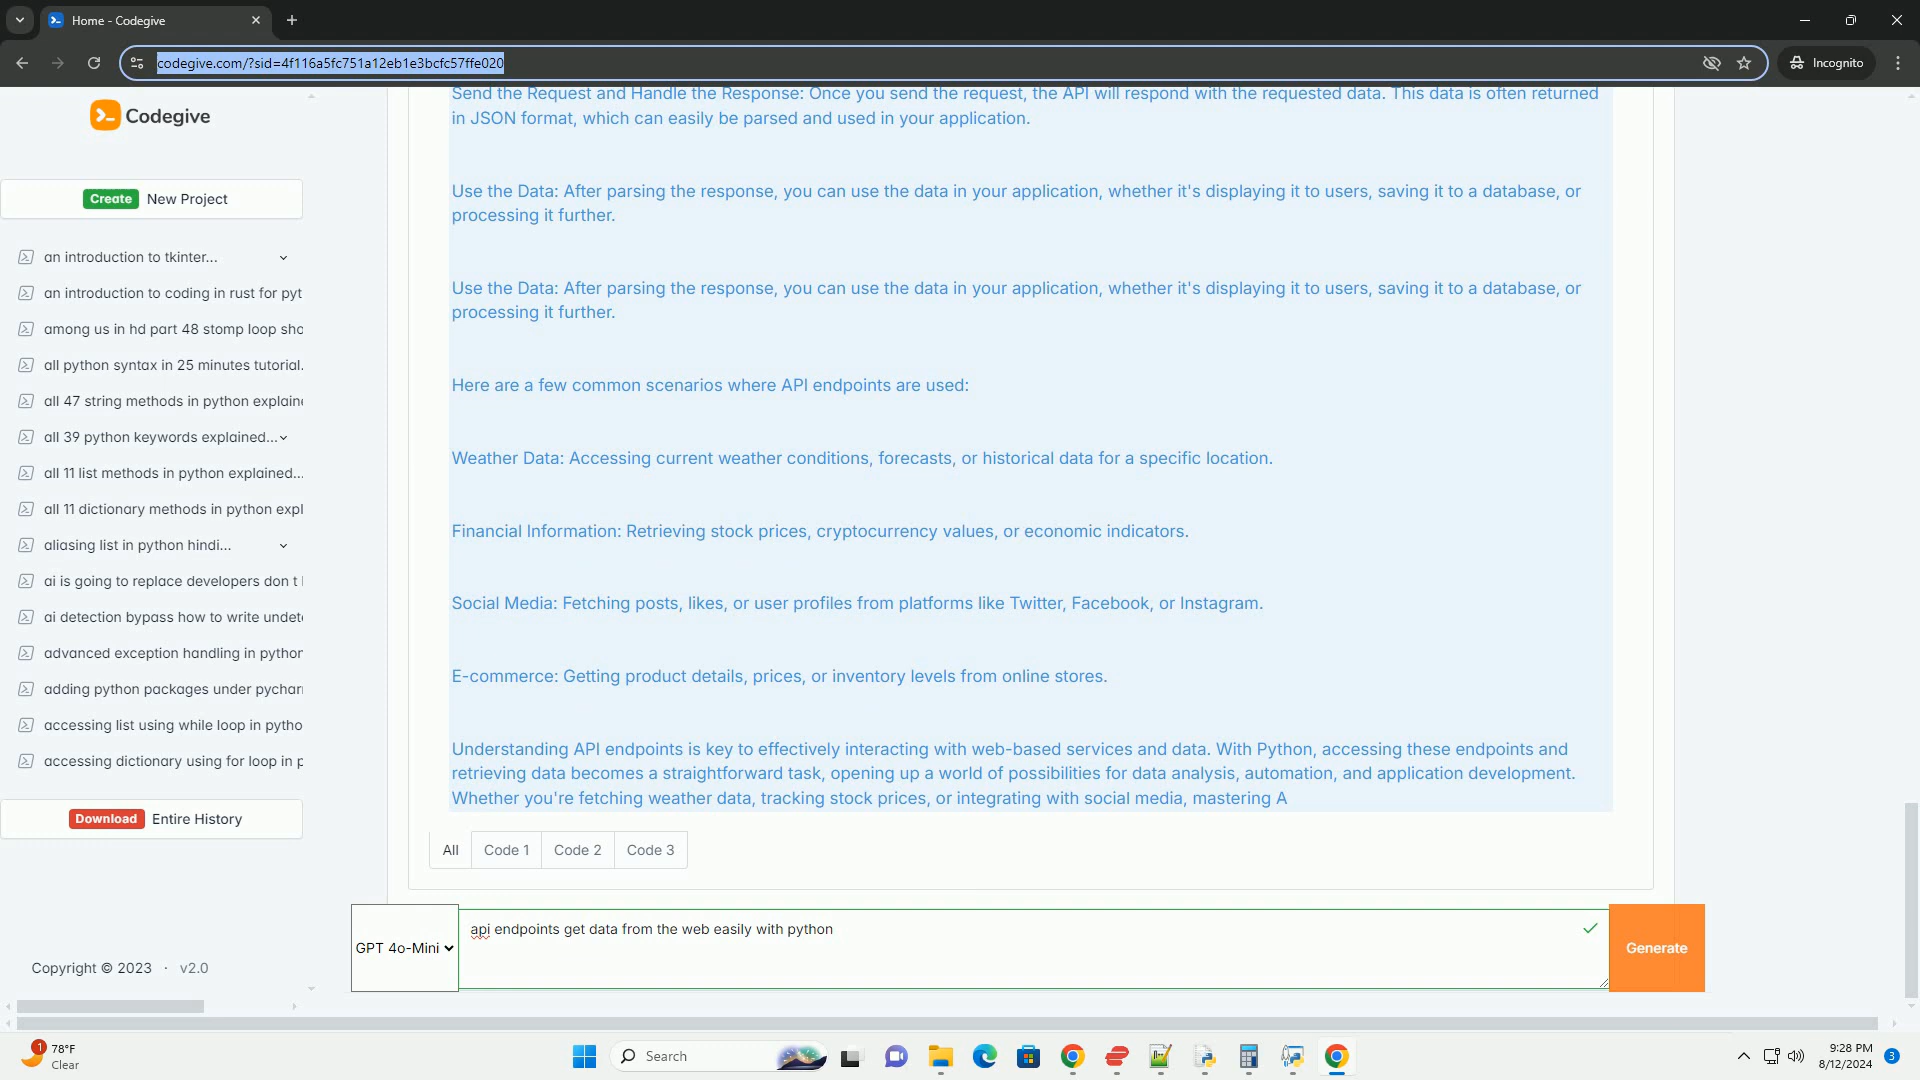 Home - Codegive
codegive.com/?sid=4f116a5fc751a12eb1e3bcfc57ffe020
Incognito
Codegive
Create New Project
an introduction to tkinter...
an introduction to coding in rust for pyt
among us in hd part 48 stomp loop sho
all python syntax in 25 minutes tutorial.
all 47 string methods in python explaine
all 39 python keywords explained...
all 11 list methods in python explained...
all 11 dictionary methods in python expl
aliasing list in python hindi...
ai is going to replace developers don t
ai detection bypass how to write undet
advanced exception handling in python
adding python packages under pychar
accessing list using while loop in pytho
accessing dictionary using for loop in p
Download Entire History
Copyright © 2023 · v2.0
Send the Request and Handle the Response: Once you send the request, the API will respond with the requested data. This data is often returned
in JSON format, which can easily be parsed and used in your application.
Use the Data: After parsing the response, you can use the data in your application, whether it's displaying it to users, saving it to a database, or
processing it further.
Use the Data: After parsing the response, you can use the data in your application, whether it's displaying it to users, saving it to a database, or
processing it further.
Here are a few common scenarios where API endpoints are used:
Weather Data: Accessing current weather conditions, forecasts, or historical data for a specific location.
Financial Information: Retrieving stock prices, cryptocurrency values, or economic indicators.
Social Media: Fetching posts, likes, or user profiles from platforms like Twitter, Facebook, or Instagram.
E-commerce: Getting product details, prices, or inventory levels from online stores.
Understanding API endpoints is key to effectively interacting with web-based services and data. With Python, accessing these endpoints and
retrieving data becomes a straightforward task, opening up a world of possibilities for data analysis, automation, and application development.
Whether you're fetching weather data, tracking stock prices, or integrating with social media, mastering A
All Code 1 Code 2 Code 3
GPT 4o-Mini
api endpoints get data from the web easily with python
Generate
1
78°F
Clear
Search
9:28 PM
8/12/2024
3